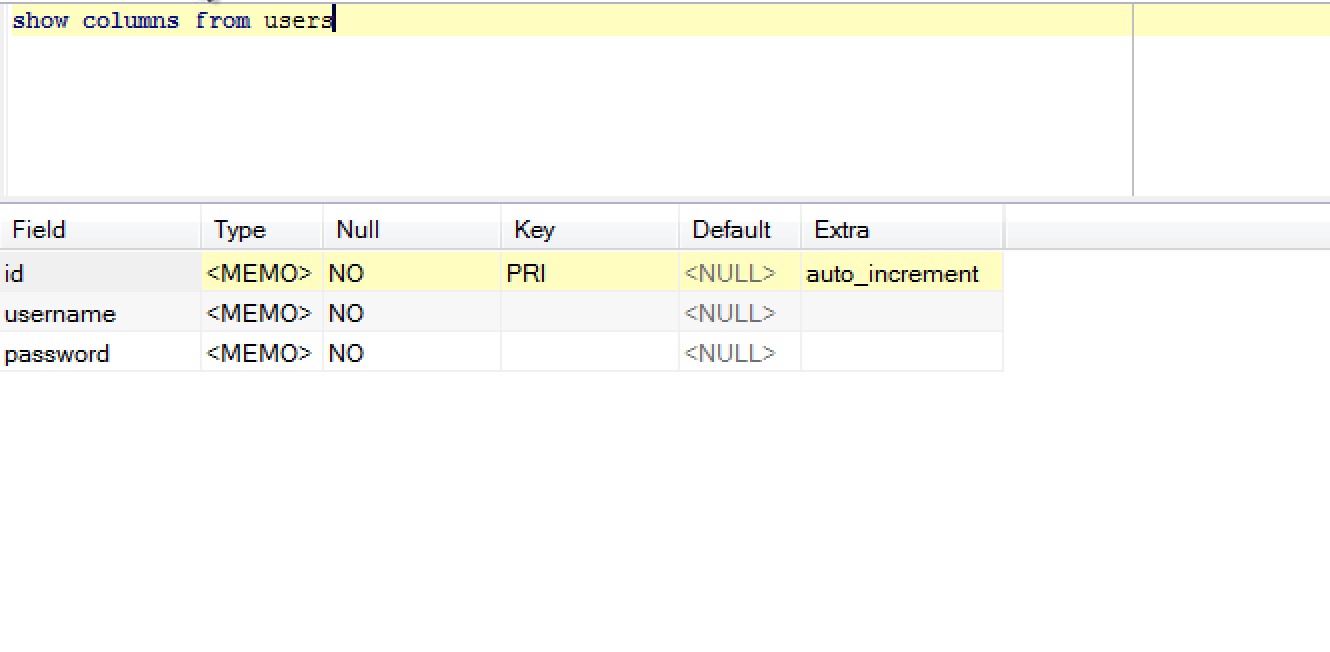 show columns from users
Field Type Null Key Default Extra
id <MEMO> NO PRI <NULL> auto_increment
username <MEMO> NO <NULL>
password <MEMO> NO <NULL>